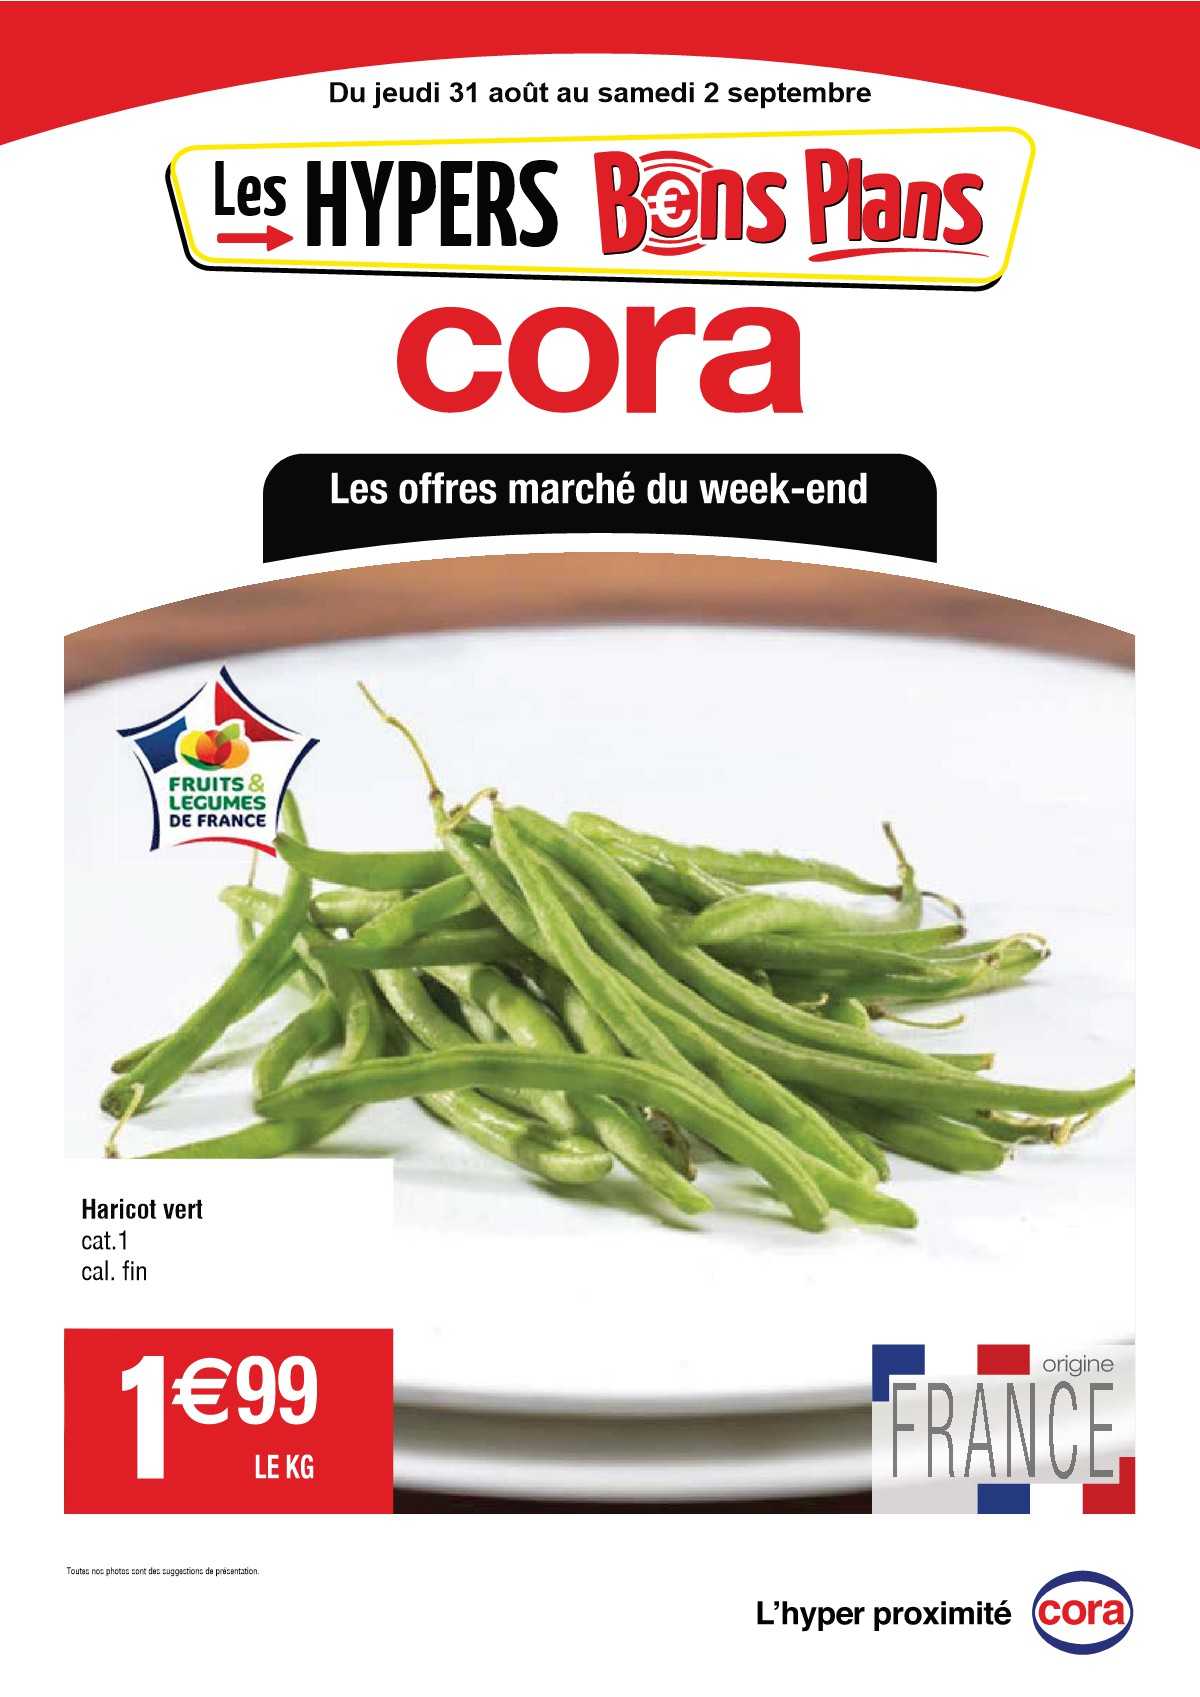 Du jeudi 31 août au samedi 2 septembre
Les HYPERS Bons Plans
cora
Les offres marché du week-end
FRUITS &
LEGUMES
DE FRANCE
Haricot vert
cat.1
cal. fin
1€99
LE KG
origine
FRANCE
Toutes nos photos sont des suggestions de présentation.
L'hyper proximité cora